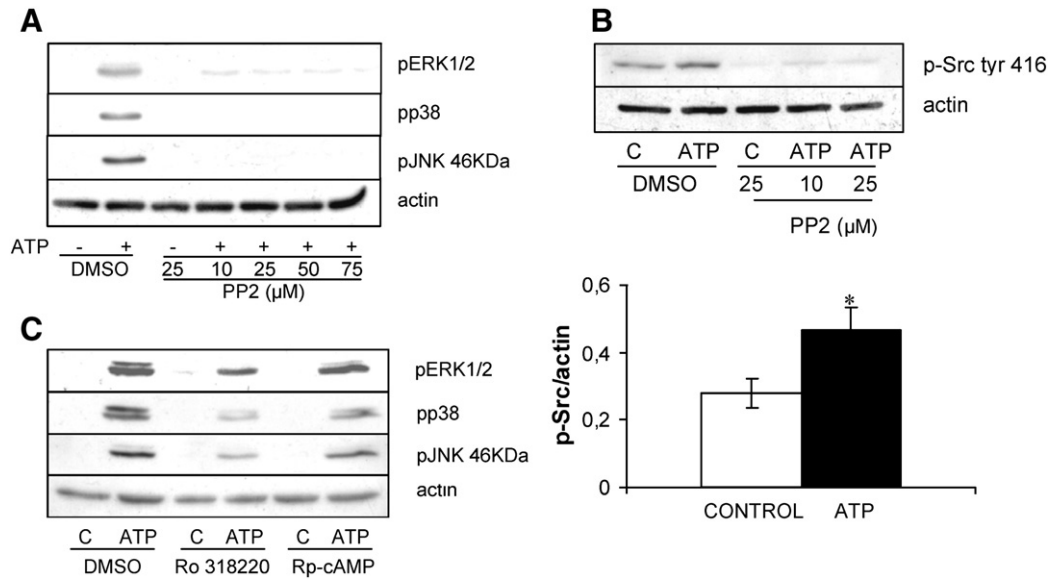 A
pERK1/2
pp38
pJNK 46KDa
actin
ATP - + - + + + +
DMSO 25 10 25 50 75
PP2 (µM)
B
p-Src tyr 416
actin
C ATP C ATP ATP
DMSO 25 10 25
PP2 (µM)
0,6
0,4
0,2
0
p-Src/actin
*
CONTROL ATP
C
pERK1/2
pp38
pJNK 46KDa
actin
C ATP C ATP C ATP
DMSO Ro 318220 Rp-cAMP